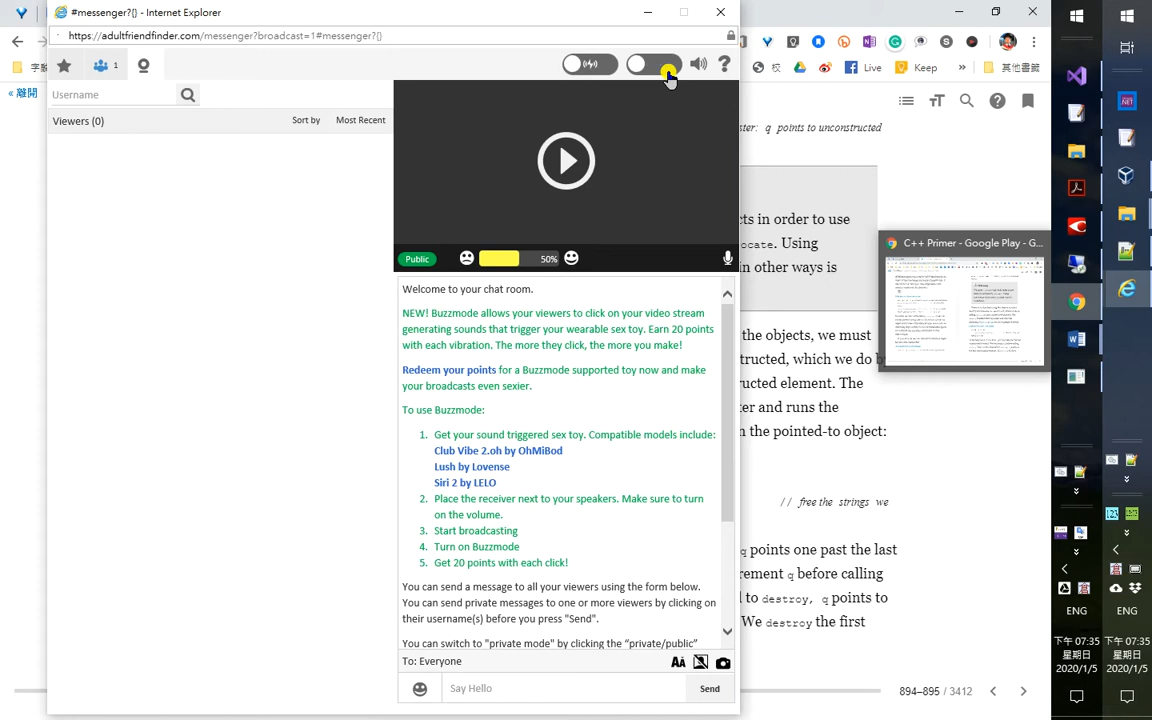 #messenger?{} - Internet Explorer
https://adultfriendfinder.com/messenger?broadcast=1#messenger?{}
字
1
Live
Keep
»
其他書籤
« 離開
Username
Viewers (0)
Sort by
Most Recent
ster: q points to unconstructed
cts in order to use
ocate. Using
in other ways is
C++ Primer - Google Play - G...
Public
50%
Welcome to your chat room.
NEW! Buzzmode allows your viewers to click on your video stream
generating sounds that trigger your wearable sex toy. Earn 20 points
with each vibration. The more they click, the more you make!
Redeem your points for a Buzzmode supported toy now and make
your broadcasts even sexier.
To use Buzzmode:
1. Get your sound triggered sex toy. Compatible models include:
Club Vibe 2.oh by OhMiBod
Lush by Lovense
Siri 2 by LELO
2. Place the receiver next to your speakers. Make sure to turn
on the volume.
3. Start broadcasting
4. Turn on Buzzmode
5. Get 20 points with each click!
You can send a message to all your viewers using the form below.
You can send private messages to one or more viewers by clicking on
their username(s) before you press "Send".
You can switch to "private mode" by clicking the "private/public"
To: Everyone
Say Hello
Send
the objects, we must
tructed, which we do b
ucted element. The
ter and runs the
n the pointed-to object:
// free the strings we
q points one past the last
rement q before calling
l to destroy, q points to
We destroy the first
894–895 / 3412
ENG
下午 07:35
星期日
2020/1/5
ENG
下午 07:35
星期日
2020/1/5